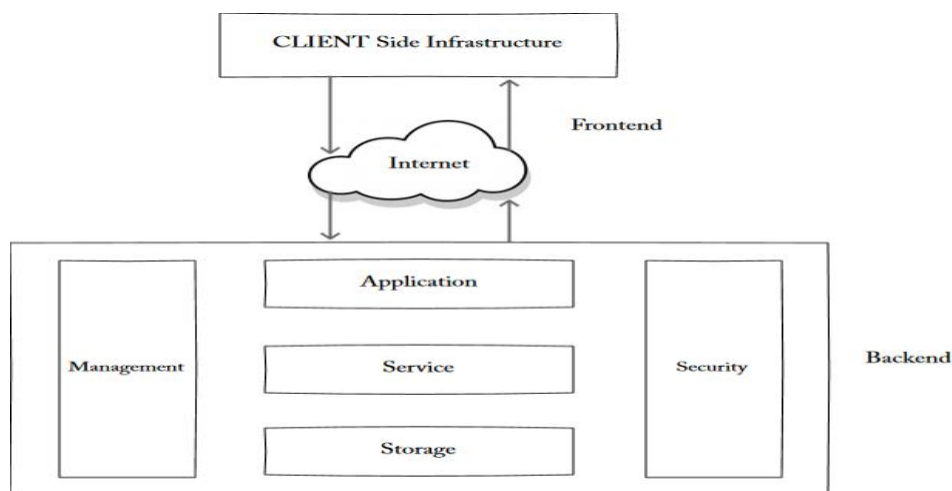 CLIENT Side Infrastructure
Frontend
Internet
Application
Management
Service
Security
Backend
Storage